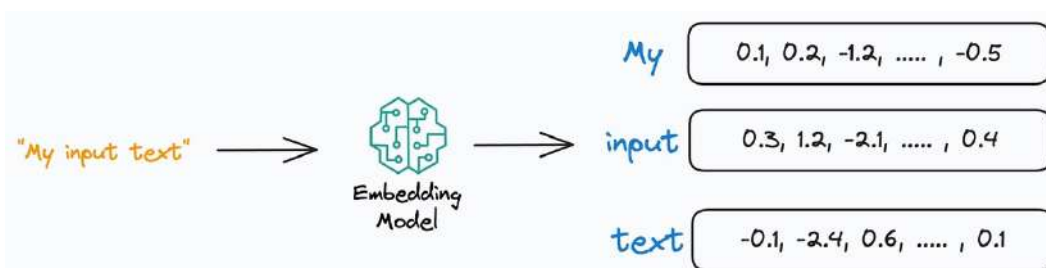 "My input text"
Embedding
Model
My 0.1, 0.2, -1.2, ..... , -0.5
input 0.3, 1.2, -2.1, ..... , 0.4
text -0.1, -2.4, 0.6, ..... , 0.1